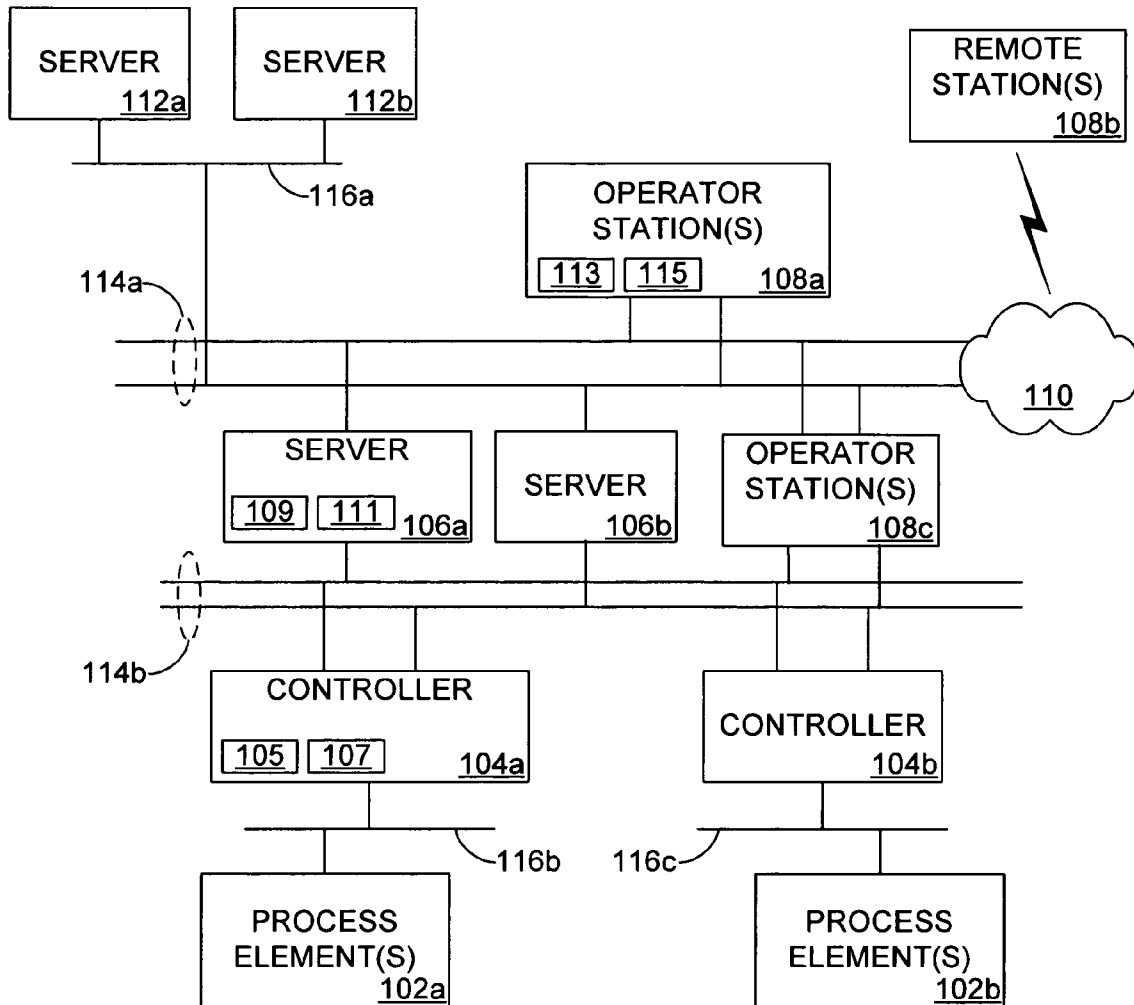 SERVER
112a
SERVER
112b
REMOTE
STATION(S)
108b
116a
OPERATOR
STATION(S)
113
115
108a
114a
110
SERVER
109
111
106a
SERVER
106b
OPERATOR
STATION(S)
108c
114b
CONTROLLER
105
107
104a
CONTROLLER
104b
116b
116c
PROCESS
ELEMENT(S)
102a
PROCESS
ELEMENT(S)
102b